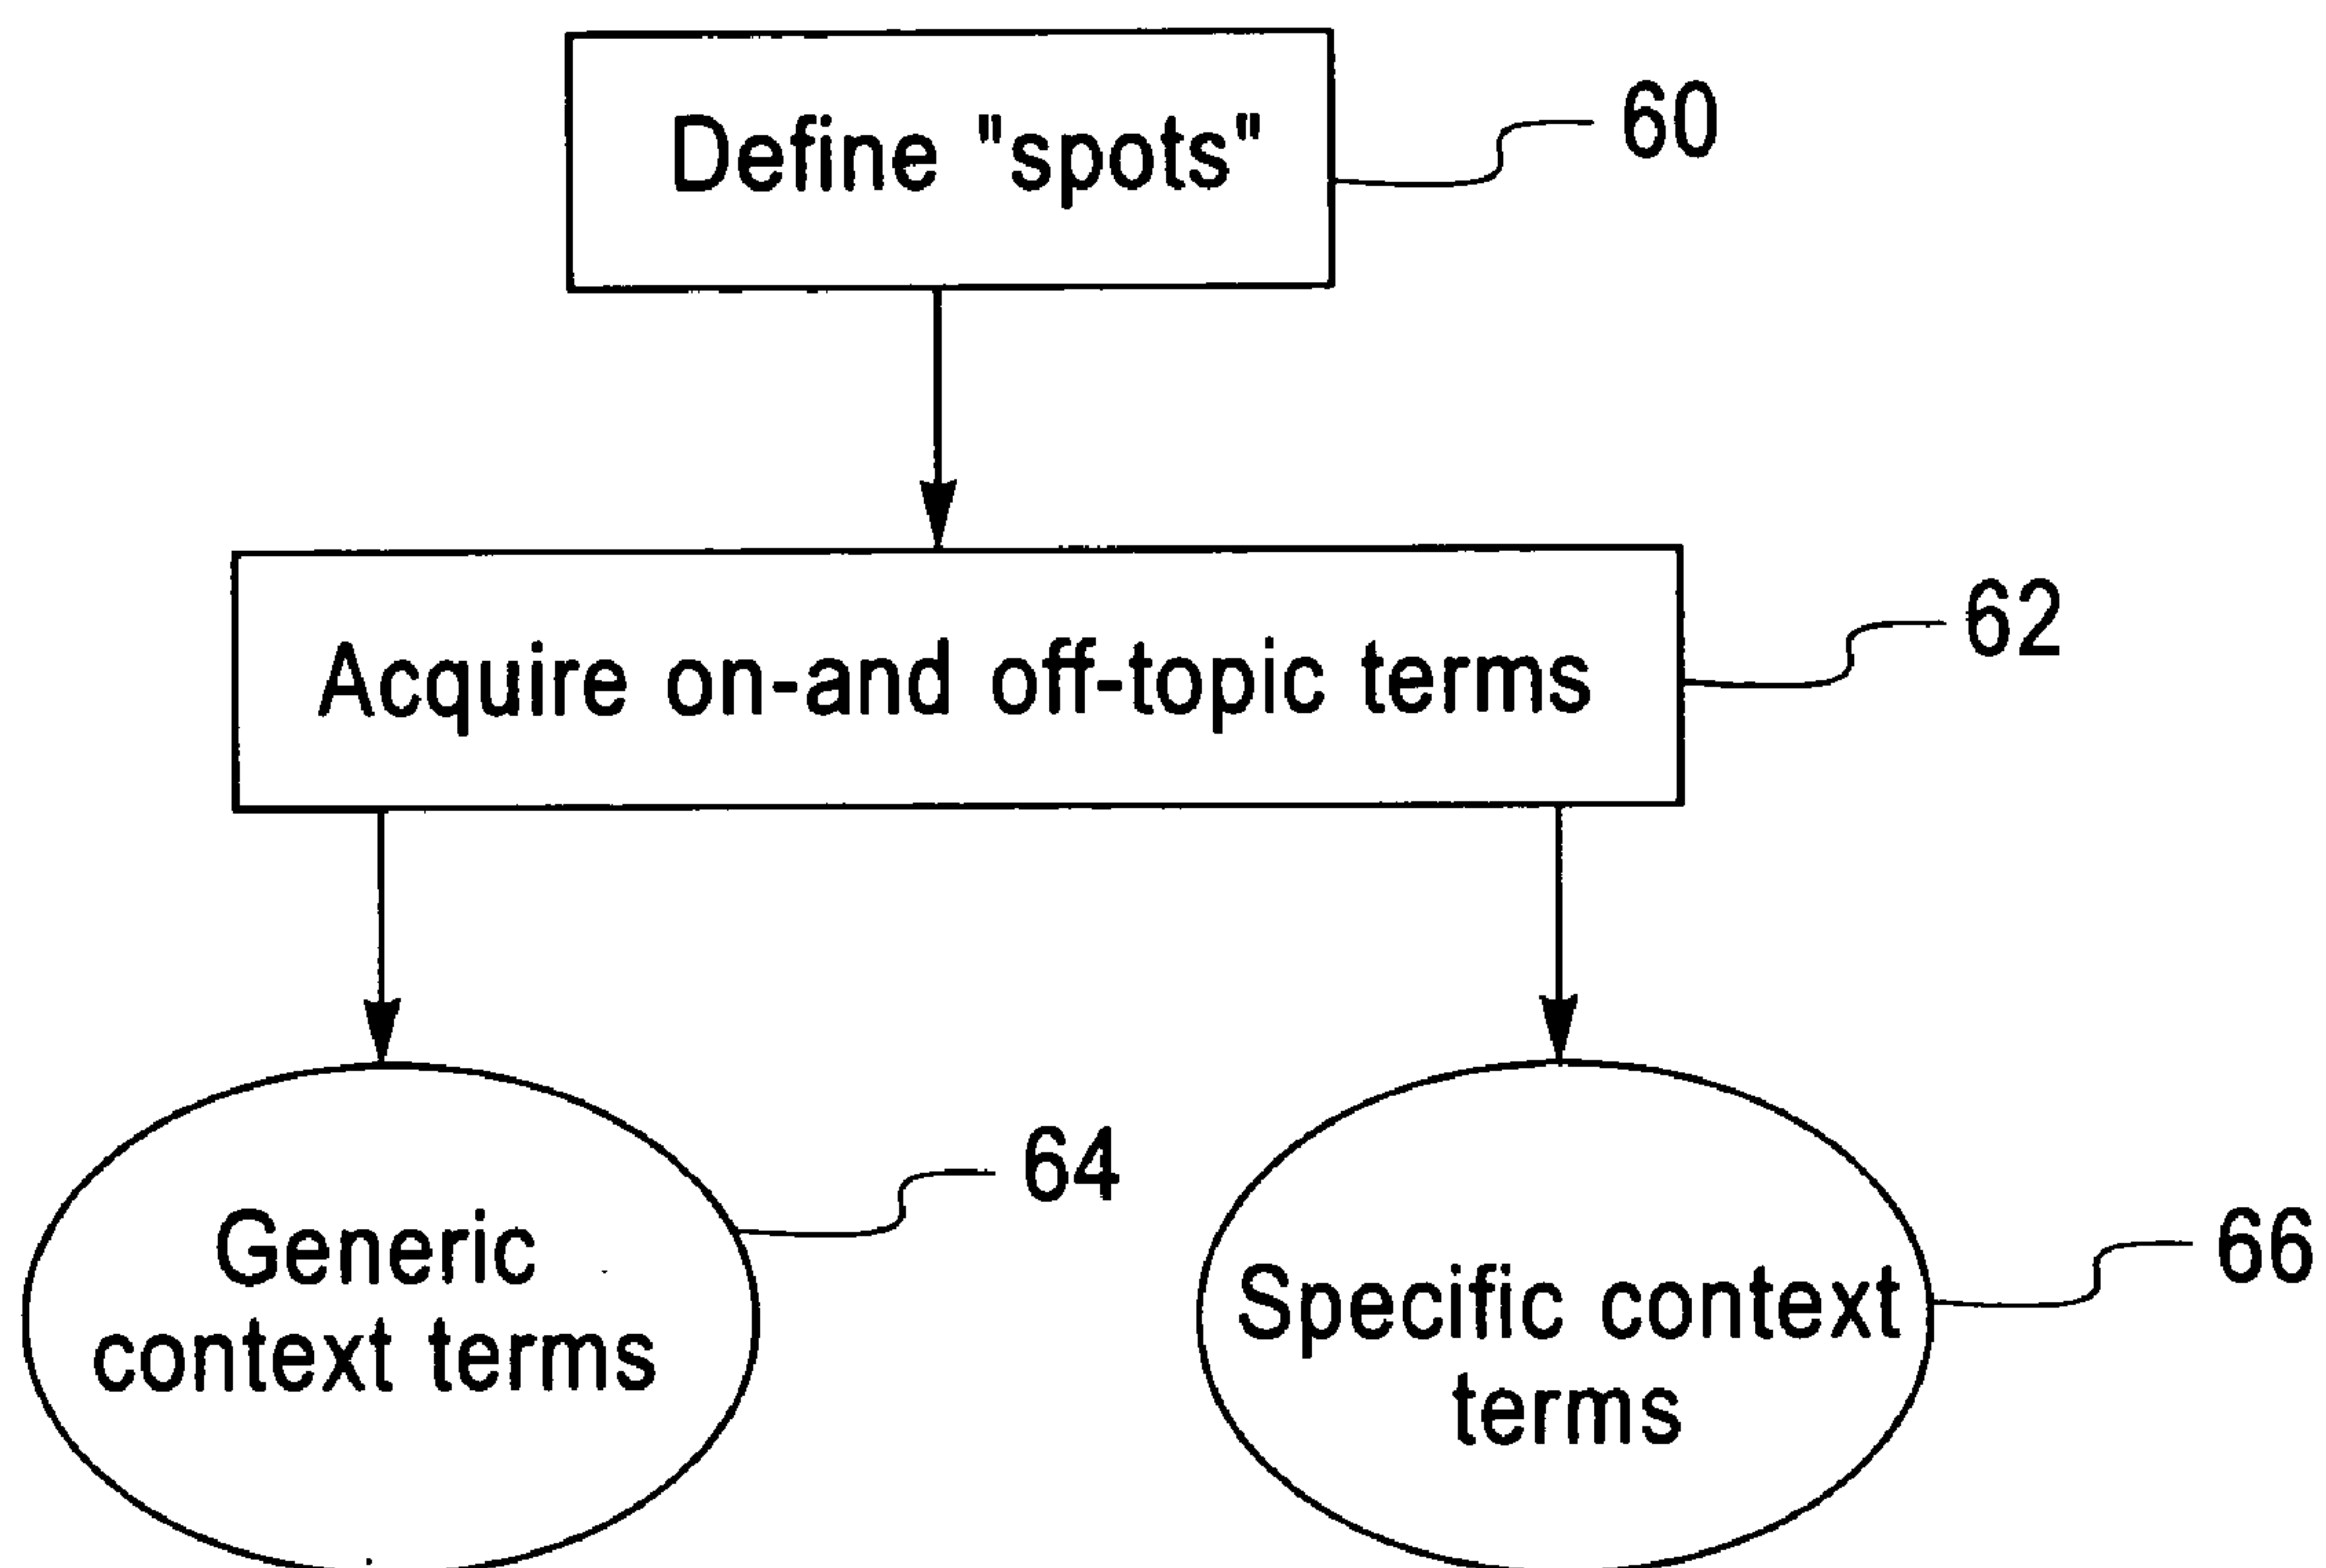 Define "spots"
60
Acquire on-and off-topic terms
62
64
Generic
context terms
66
Specific context
terms